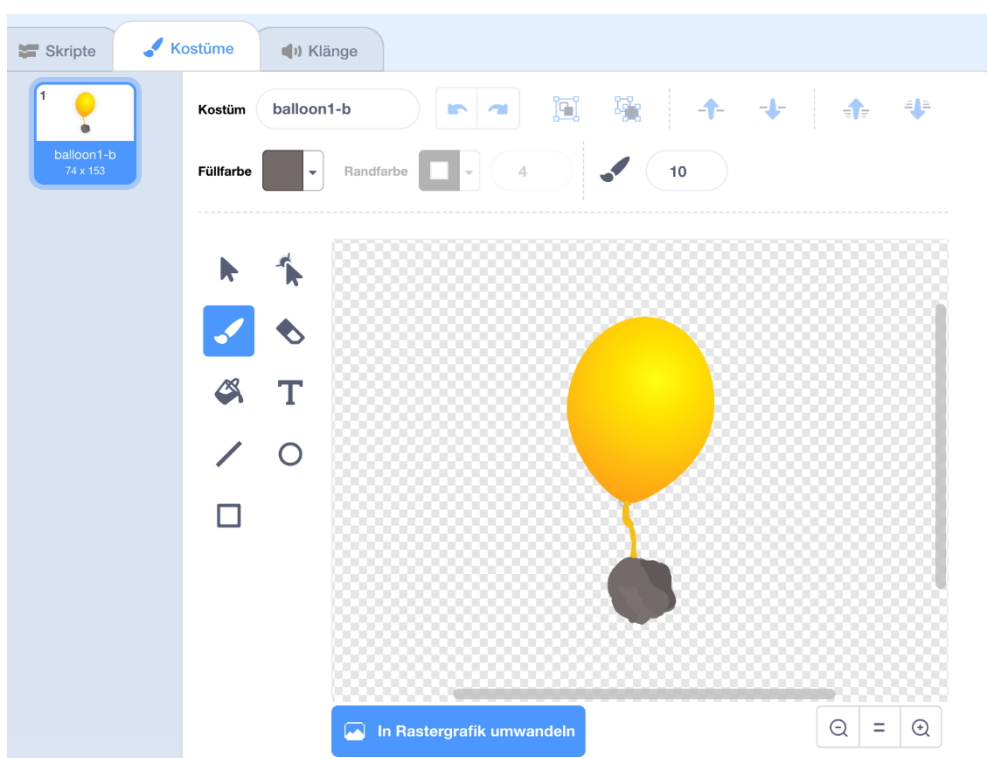 Skripte
Kostüme
Klänge
1
balloon1-b
74 x 153
Kostüm balloon1-b
Füllfarbe Randfarbe 4 10
T
In Rastergrafik umwandeln